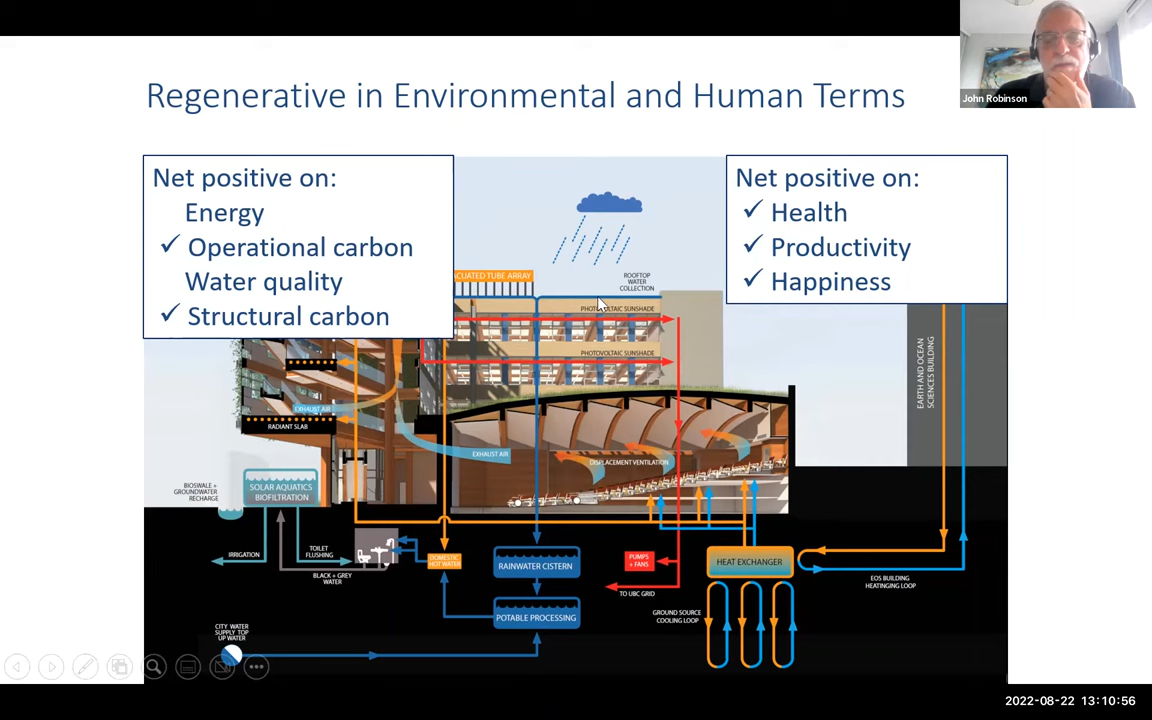 John Robinson
Regenerative in Environmental and Human Terms
Net positive on:
Energy
✓ Operational carbon
Water quality
✓ Structural carbon
Net positive on:
✓ Health
✓ Productivity
✓ Happiness
ACUATED TUBE ARRAY
ROOFTOP
WATER
COLLECTION
PHOTOVOLTAIC SUNSHADE
PHOTOVOLTAIC SUNSHADE
EARTH AND OCEAN
SCIENCES BUILDING
EXHAUST AIR
RADIANT SLAB
EXHAUST AIR
DISPLACEMENT VENTILATION
BIOSWALE +
GROUNDWATER
RECHARGE
SOLAR AQUATICS
BIOFILTRATION
IRRIGATION
TOILET
FLUSHING
BLACK + GREY
WATER
DOMESTIC
HOT WATER
RAINWATER CISTERN
PUMPS
+ FANS
HEAT EXCHANGER
TO UBC GRID
EOS BUILDING
HEATINGING LOOP
POTABLE PROCESSING
GROUND SOURCE
COOLING LOOP
CITY WATER
SUPPLY TOP
UP WATER
2022-08-22 13:10:56